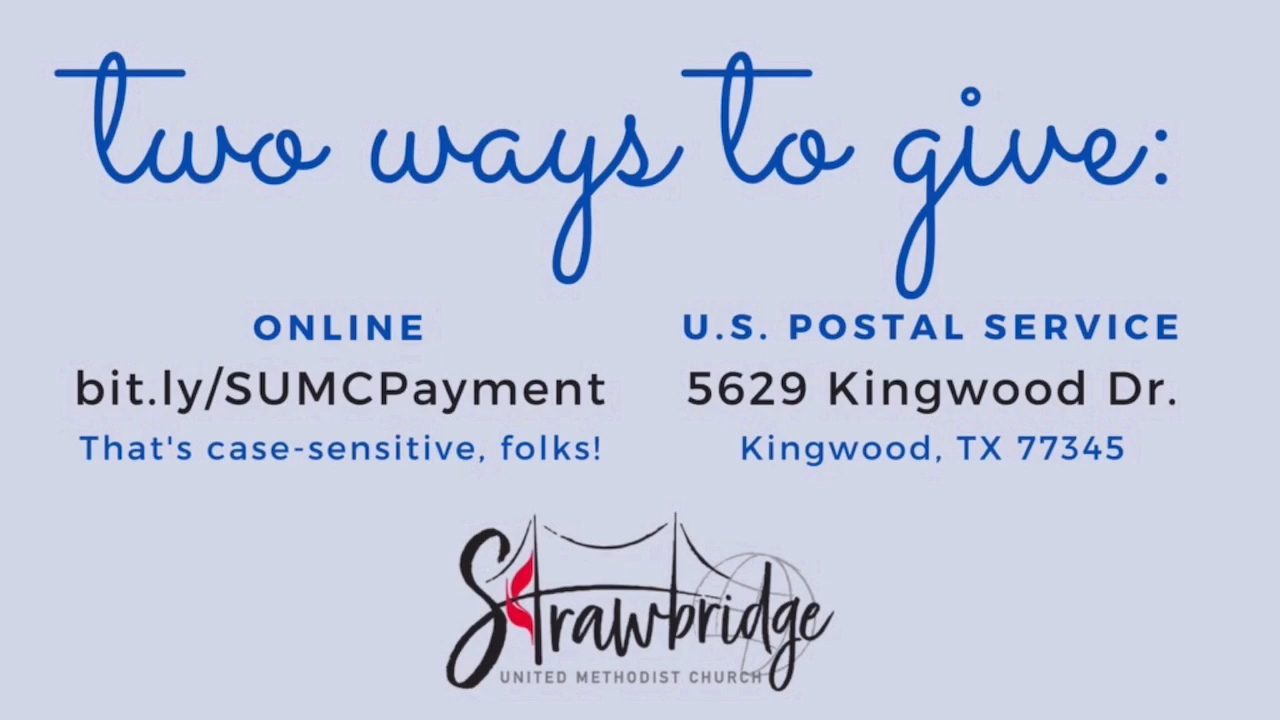 two ways to give:
ONLINE
bit.ly/SUMCPayment
That's case-sensitive, folks!
U.S. POSTAL SERVICE
5629 Kingwood Dr.
Kingwood, TX 77345
Strawbridge
UNITED METHODIST CHURCH